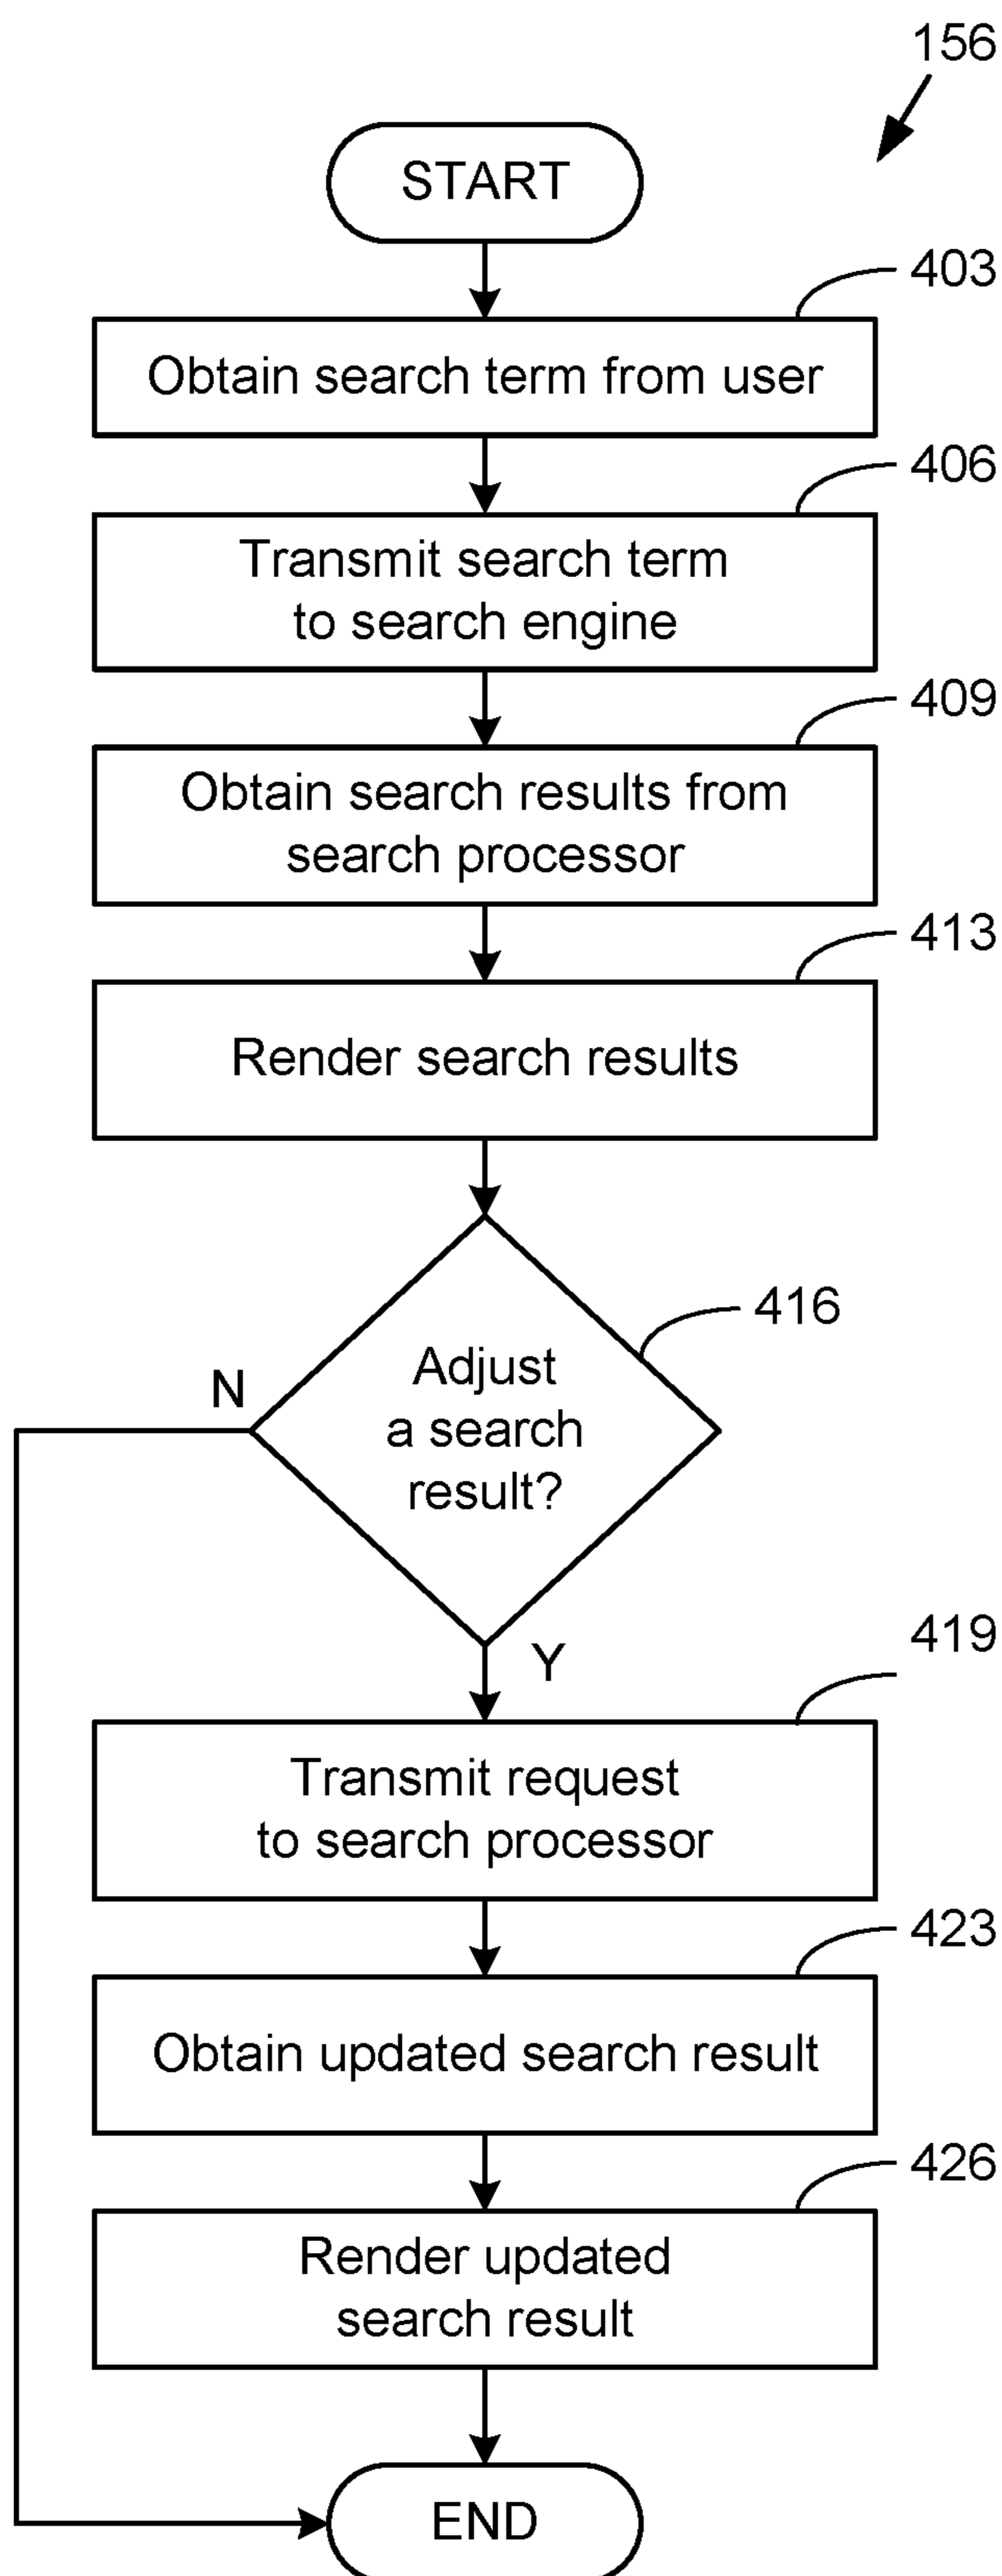 156
START
403
Obtain search term from user
406
Transmit search term
to search engine
409
Obtain search results from
search processor
413
Render search results
416
Adjust
a search
result?
N
Y
419
Transmit request
to search processor
423
Obtain updated search result
426
Render updated
search result
END